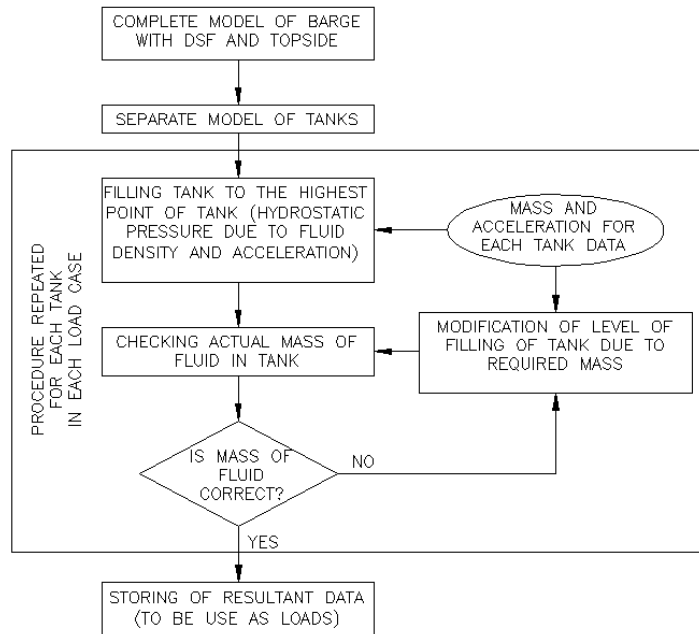 COMPLETE MODEL OF BARGE
WITH DSF AND TOPSIDE
SEPARATE MODEL OF TANKS
FILLING TANK TO THE HIGHEST
POINT OF TANK (HYDROSTATIC
PRESSURE DUE TO FLUID
DENSITY AND ACCELERATION)
MASS AND
ACCELERATION FOR
EACH TANK DATA
PROCEDURE REPEATED
FOR EACH TANK
IN EACH LOAD CASE
CHECKING ACTUAL MASS OF
FLUID IN TANK
MODIFICATION OF LEVEL OF
FILLING OF TANK DUE TO
REQUIRED MASS
IS MASS OF
FLUID
CORRECT?
NO
YES
STORING OF RESULTANT DATA
(TO BE USE AS LOADS)